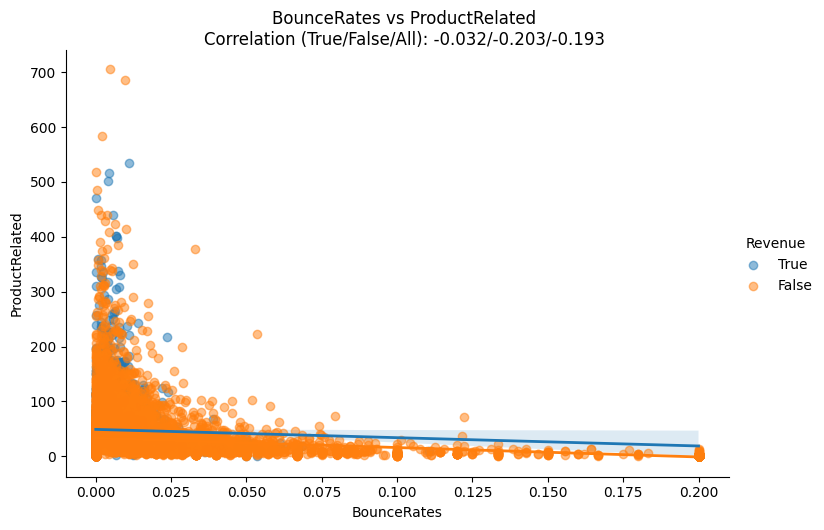 BounceRates vs ProductRelated
Correlation (True/False/All): -0.032/-0.203/-0.193
700
600
500
400
300
200
100
0
ProductRelated
0.000 0.025 0.050 0.075 0.100 0.125 0.150 0.175 0.200
BounceRates
Revenue
True
False